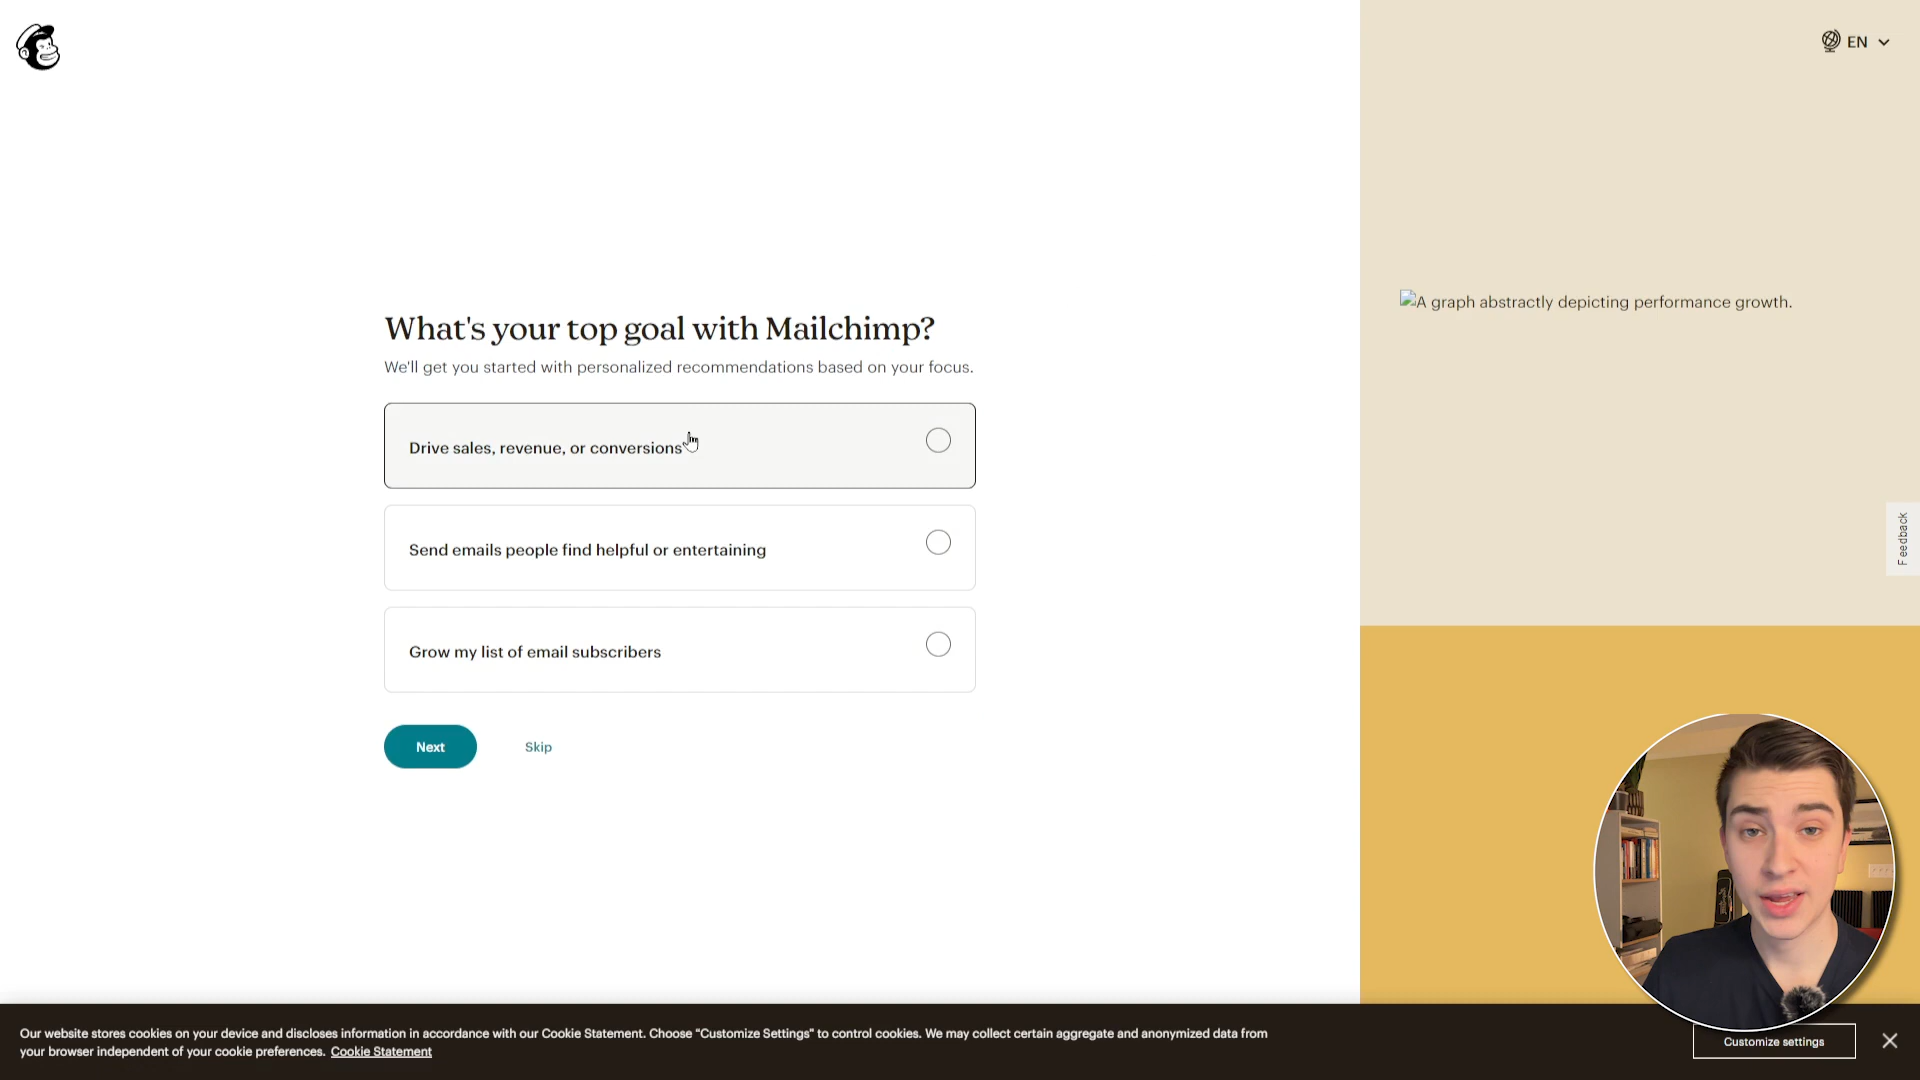 EN
What's your top goal with Mailchimp?
We'll get you started with personalized recommendations based on your focus.
Drive sales, revenue, or conversions
Send emails people find helpful or entertaining
Grow my list of email subscribers
Next
Skip
A graph abstractly depicting performance growth.
Feedback
Our website stores cookies on your device and discloses information in accordance with our Cookie Statement. Choose "Customize Settings" to control cookies. We may collect certain aggregate and anonymized data from
your browser independent of your cookie preferences. Cookie Statement
Customize settings